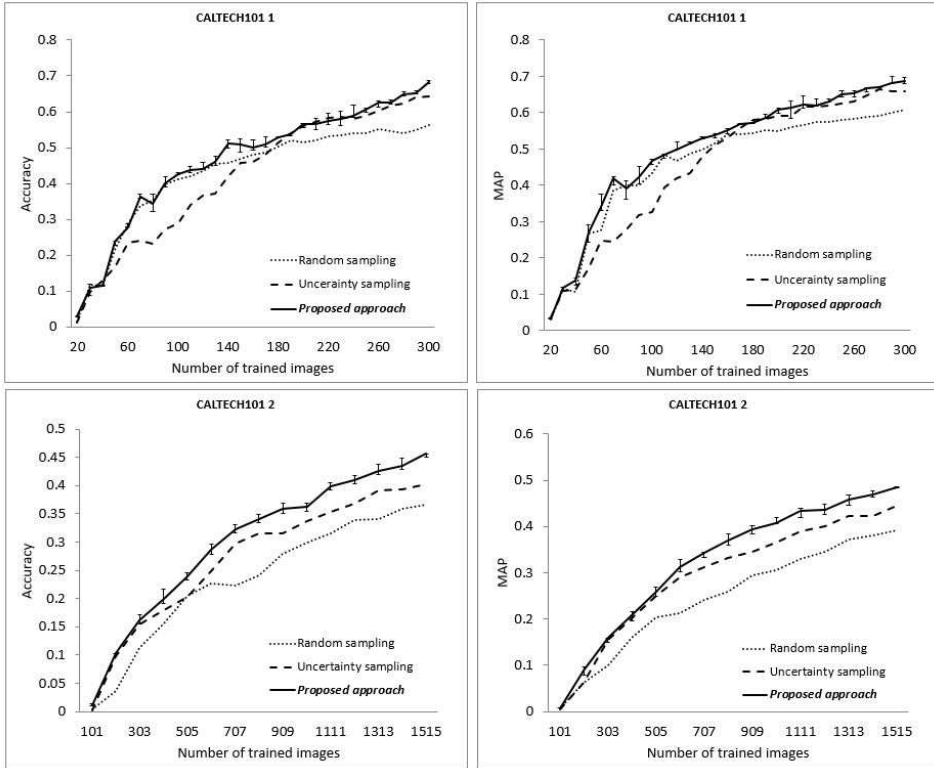 CALTECH101 1
Accuracy
0.8
0.7
0.6
0.5
0.4
0.3
0.2
0.1
0
Random sampling
Uncerainty sampling
Proposed approach
20 60 100 140 180 220 260 300
Number of trained images
CALTECH101 1
MAP
0.8
0.7
0.6
0.5
0.4
0.3
0.2
0.1
0
Random sampling
Uncerainty sampling
Proposed approach
20 60 100 140 180 220 260 300
Number of trained images
CALTECH101 2
Accuracy
0.5
0.45
0.4
0.35
0.3
0.25
0.2
0.15
0.1
0.05
0
Random sampling
Uncertainty sampling
Proposed approach
101 303 505 707 909 1111 1313 1515
Number of trained images
CALTECH101 2
MAP
0.6
0.5
0.4
0.3
0.2
0.1
0
Random sampling
Uncertainty sampling
Proposed approach
101 303 505 707 909 1111 1313 1515
Number of trained images